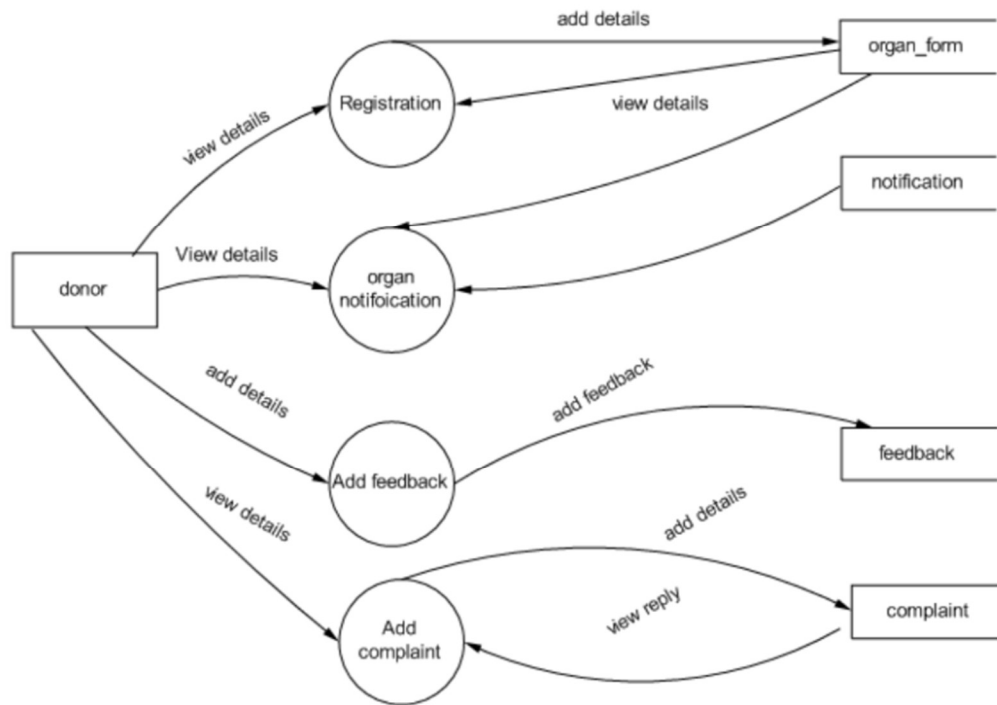 add details
organ_form
Registration
view details
view details
notification
View details
donor
organ
notifoication
add details
add feedback
Add feedback
feedback
view details
add details
view reply
Add
complaint
complaint